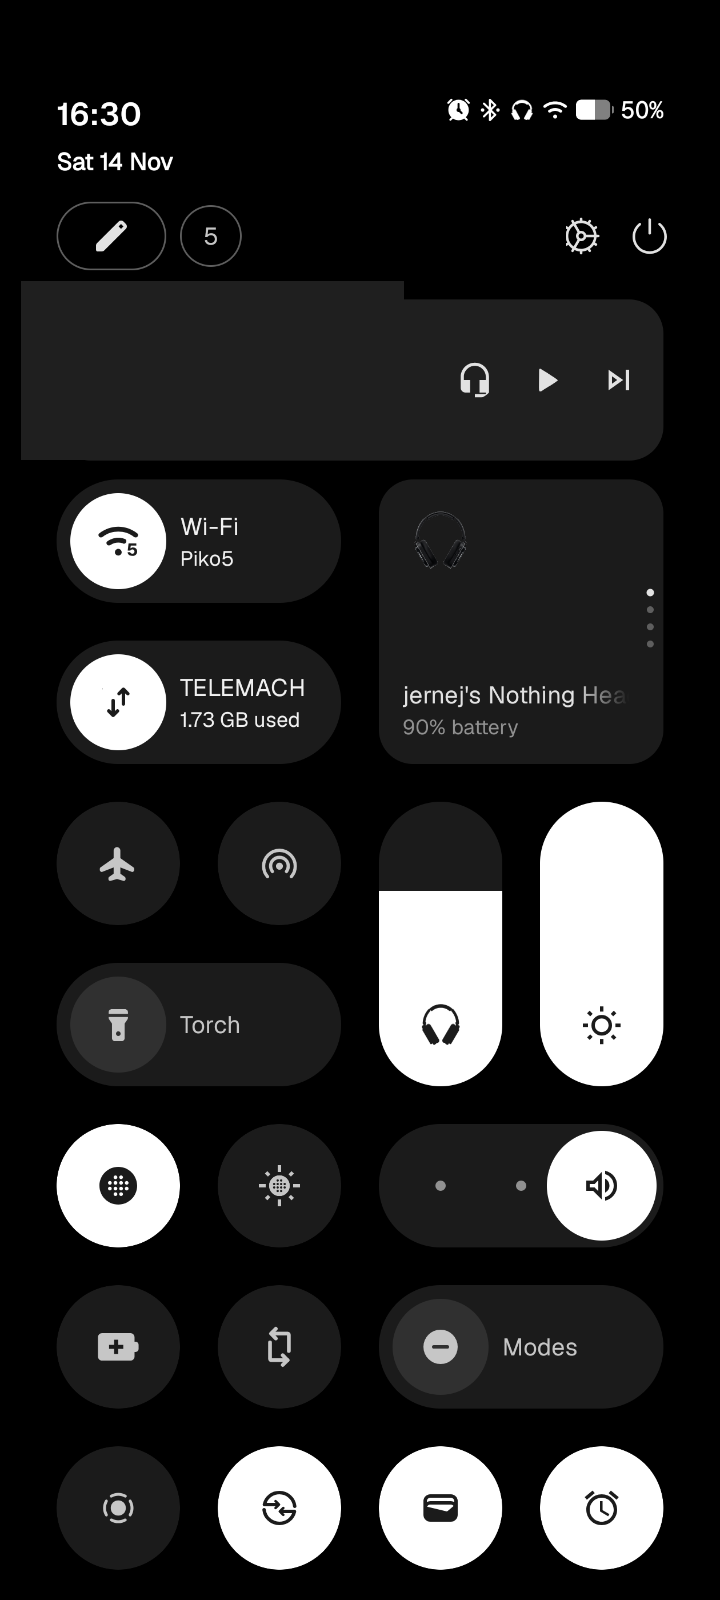 16:30
50%
Sat 14 Nov
5
Wi-Fi
Piko5
5
TELEMACH
1.73 GB used
jernej's Nothing Hea
90% battery
Torch
Modes